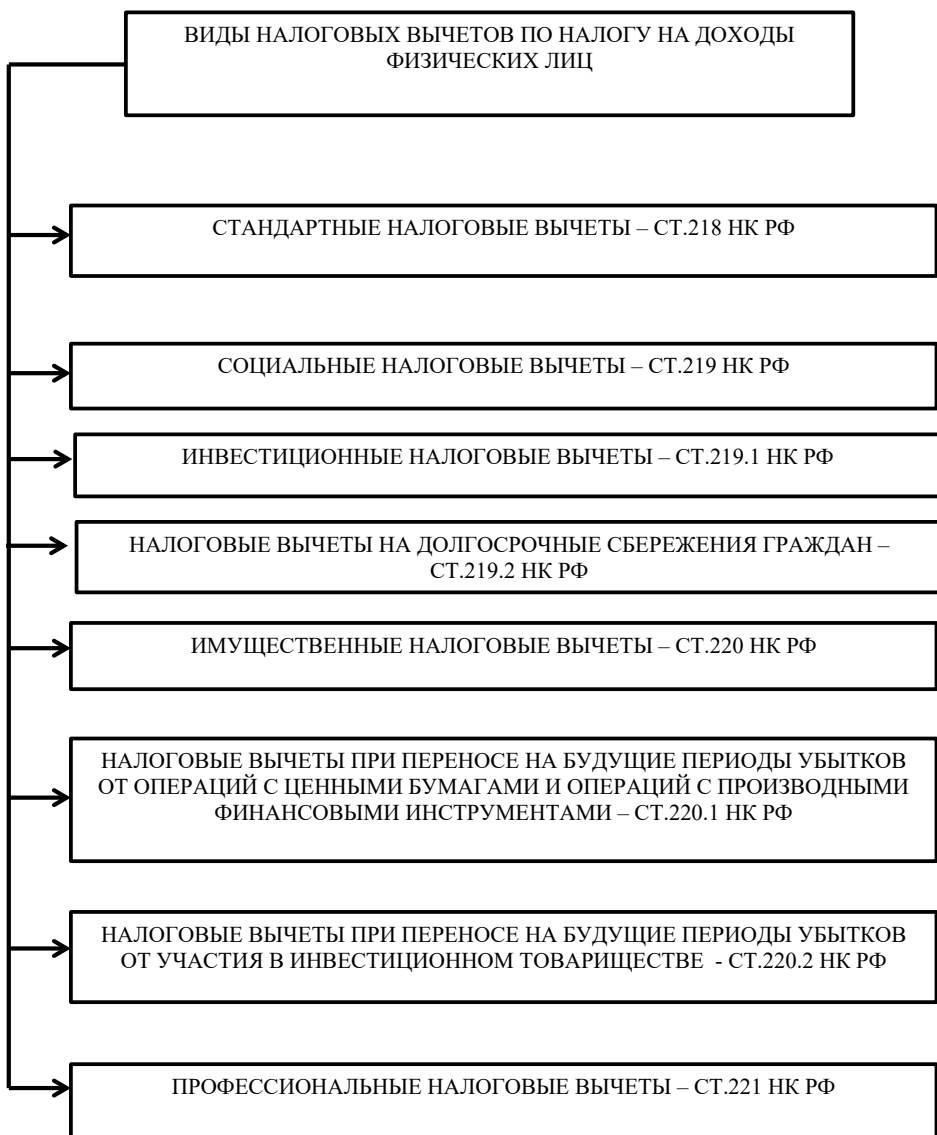 ВИДЫ НАЛОГОВЫХ ВЫЧЕТОВ ПО НАЛОГУ НА ДОХОДЫ
ФИЗИЧЕСКИХ ЛИЦ
СТАНДАРТНЫЕ НАЛОГОВЫЕ ВЫЧЕТЫ – СТ.218 НК РФ
СОЦИАЛЬНЫЕ НАЛОГОВЫЕ ВЫЧЕТЫ – СТ.219 НК РФ
ИНВЕСТИЦИОННЫЕ НАЛОГОВЫЕ ВЫЧЕТЫ – СТ.219.1 НК РФ
НАЛОГОВЫЕ ВЫЧЕТЫ НА ДОЛГОСРОЧНЫЕ СБЕРЕЖЕНИЯ ГРАЖДАН –
СТ.219.2 НК РФ
ИМУЩЕСТВЕННЫЕ НАЛОГОВЫЕ ВЫЧЕТЫ – СТ.220 НК РФ
НАЛОГОВЫЕ ВЫЧЕТЫ ПРИ ПЕРЕНОСЕ НА БУДУЩИЕ ПЕРИОДЫ УБЫТКОВ
ОТ ОПЕРАЦИЙ С ЦЕННЫМИ БУМАГАМИ И ОПЕРАЦИЙ С ПРОИЗВОДНЫМИ
ФИНАНСОВЫМИ ИНСТРУМЕНТАМИ – СТ.220.1 НК РФ
НАЛОГОВЫЕ ВЫЧЕТЫ ПРИ ПЕРЕНОСЕ НА БУДУЩИЕ ПЕРИОДЫ УБЫТКОВ
ОТ УЧАСТИЯ В ИНВЕСТИЦИОННОМ ТОВАРИЩЕСТВЕ - СТ.220.2 НК РФ
ПРОФЕССИОНАЛЬНЫЕ НАЛОГОВЫЕ ВЫЧЕТЫ – СТ.221 НК РФ